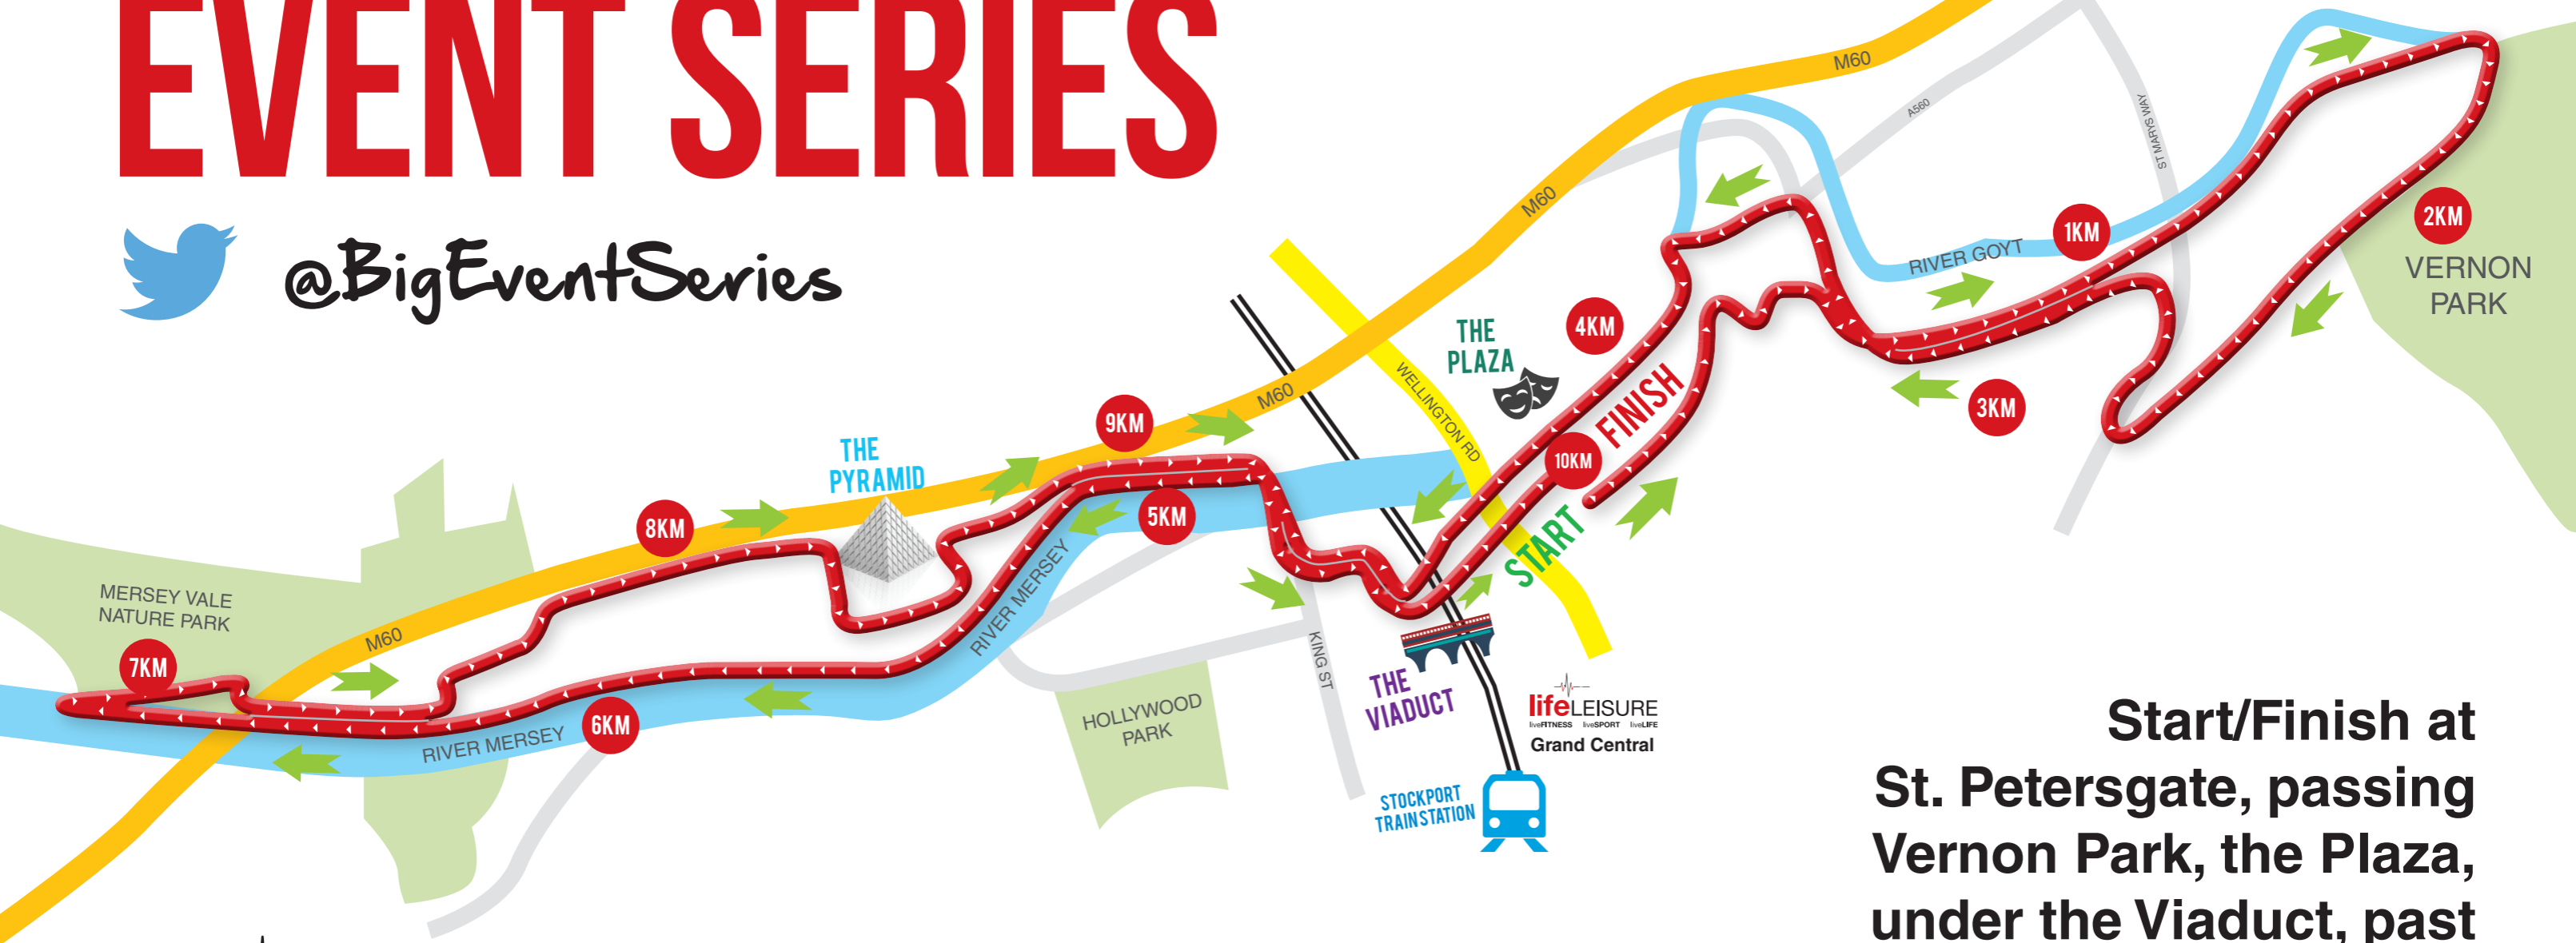 EVENT SERIES
@BigEventSeries
M60
A560
ST MARYS WAY
M60
1KM
RIVER GOYT
2KM
VERNON
PARK
THE
PLAZA
4KM
WELLINGTON RD
FINISH
3KM
M60
9KM
10KM
THE
PYRAMID
8KM
5KM
START
MERSEY VALE
NATURE PARK
M60
7KM
RIVER MERSEY
KING ST
THE
VIADUCT
6KM
RIVER MERSEY
HOLLYWOOD
PARK
lifeLEISURE
liveFITNESS liveSPORT liveLIFE
Grand Central
STOCKPORT
TRAIN STATION
Start/Finish at
St. Petersgate, passing
Vernon Park, the Plaza,
under the Viaduct, past